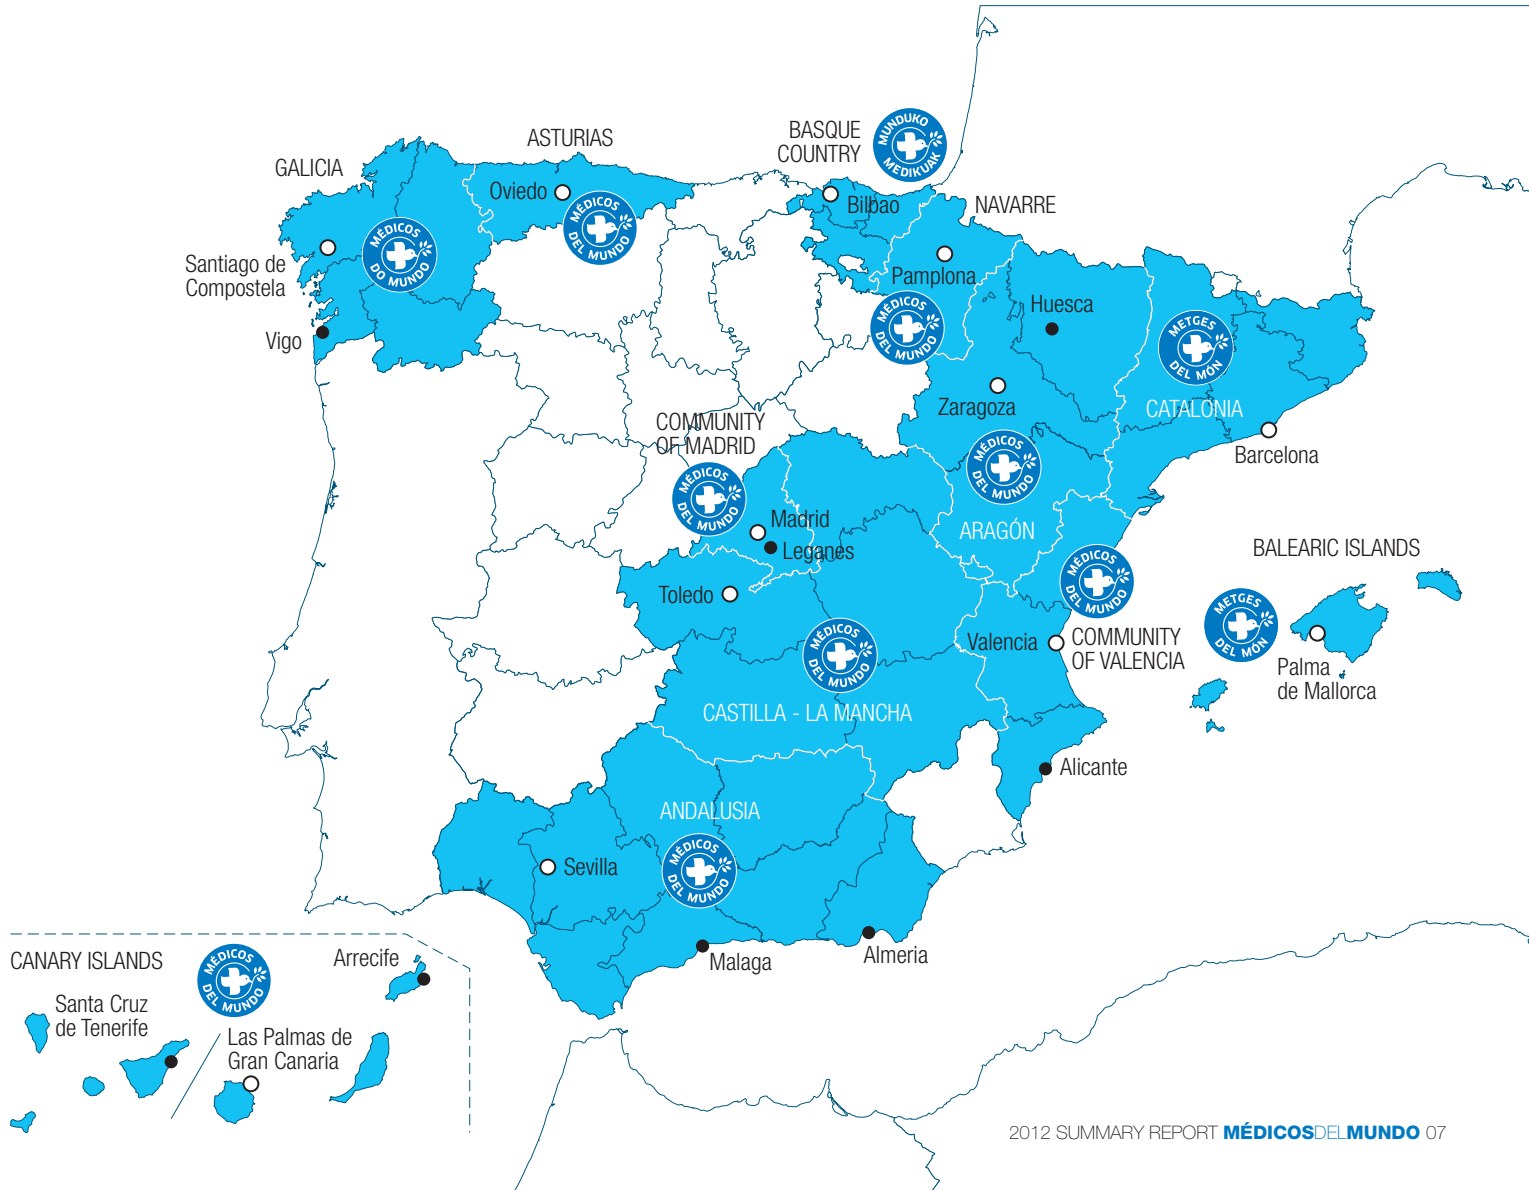 ASTURIAS
BASQUE
COUNTRY
MUNDUKO
MEDIKUAK
GALICIA
Oviedo
Bilbao
NAVARRE
MÉDICOS
DO MUNDO
MÉDICOS
DEL MUNDO
Santiago de
Compostela
Pamplona
Vigo
MÉDICOS
DEL MUNDO
Huesca
METGES
DEL MÓN
Zaragoza
CATALONIA
COMMUNITY
OF MADRID
Barcelona
MÉDICOS
DEL MUNDO
MÉDICOS
DEL MUNDO
Madrid
Leganes
ARAGÓN
BALEARIC ISLANDS
MÉDICOS
DEL MUNDO
Toledo
METGES
DEL MÓN
MÉDICOS
DEL MUNDO
Valencia
COMMUNITY
OF VALENCIA
Palma
de Mallorca
CASTILLA - LA MANCHA
Alicante
ANDALUSIA
Sevilla
MÉDICOS
DEL MUNDO
Malaga
Almeria
CANARY ISLANDS
MÉDICOS
DEL MUNDO
Arrecife
Santa Cruz
de Tenerife
Las Palmas de
Gran Canaria
2012 SUMMARY REPORT MÉDICOSDELMUNDO 07